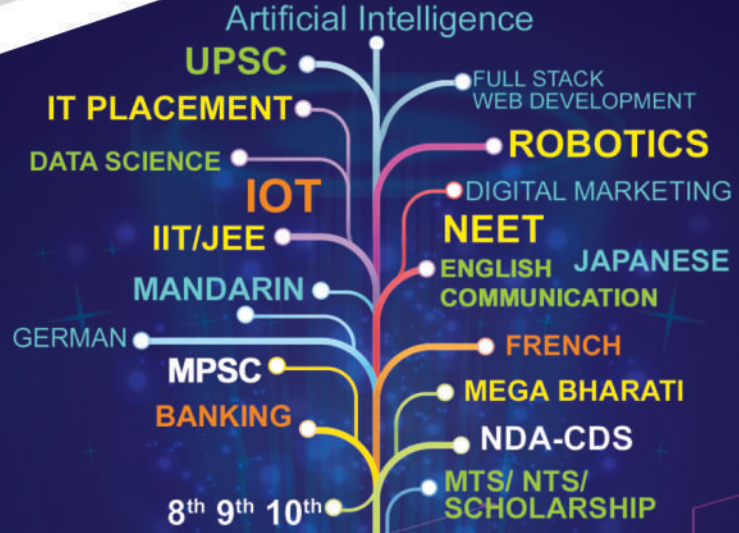 Artificial Intelligence
UPSC
FULL STACK
WEB DEVELOPMENT
IT PLACEMENT
ROBOTICS
DATA SCIENCE
DIGITAL MARKETING
IOT
NEET
IIT/JEE
ENGLISH
COMMUNICATION
JAPANESE
MANDARIN
GERMAN
FRENCH
MPSC
MEGA BHARATI
BANKING
NDA-CDS
MTS/ NTS/
SCHOLARSHIP
8th 9th 10th